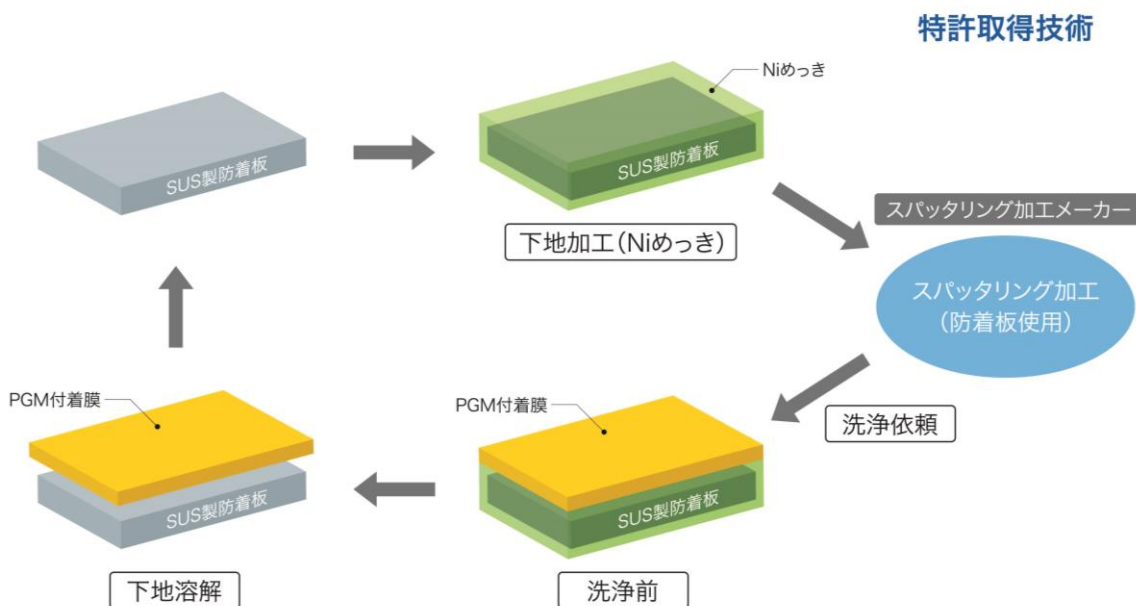 特許取得技術
Niめっき
SUS製防着板
SUS製防着板
下地加工(Niめっき)
スパッタリング加工メーカー
スパッタリング加工
(防着板使用)
洗浄依頼
PGM付着膜
PGM付着膜
SUS製防着板
SUS製防着板
下地溶解
洗浄前